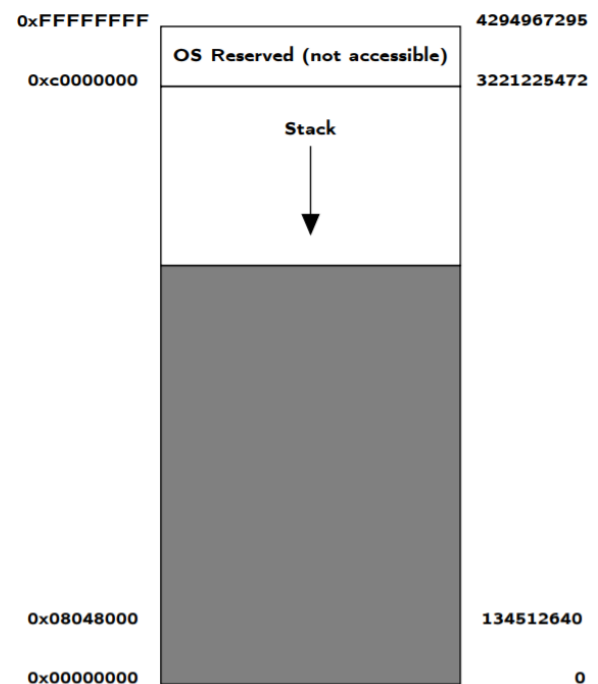 0xFFFFFFFF 4294967295
OS Reserved (not accessible)
0xc0000000 3221225472
Stack
0x08048000 134512640
0x00000000 0